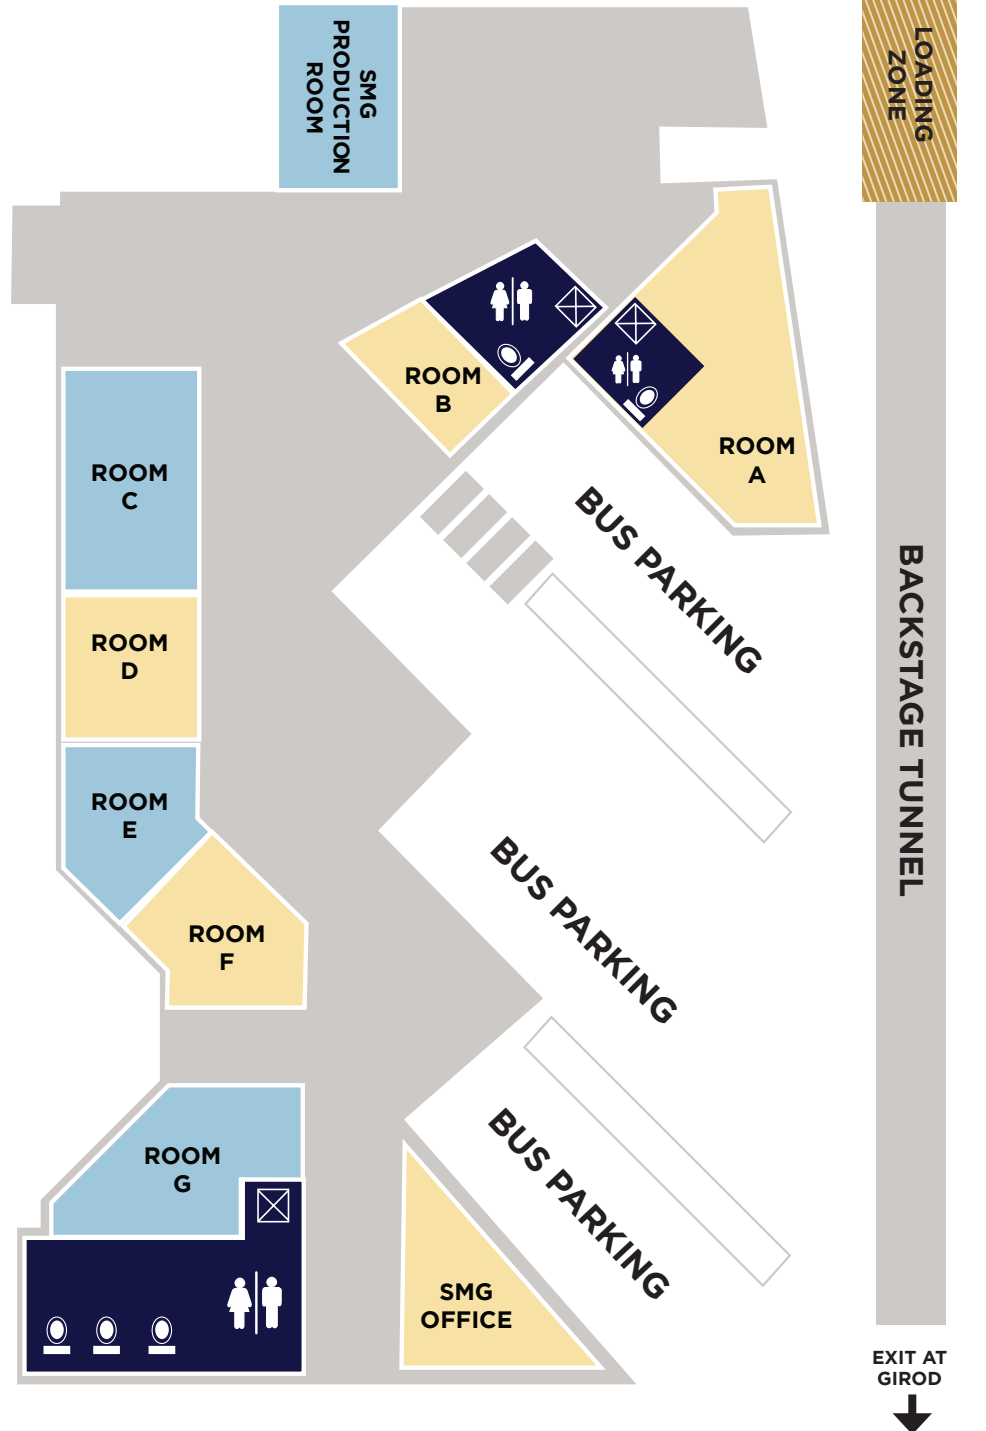 SMG
PRODUCTION
ROOM
LOADING
ZONE
ROOM
B
ROOM
A
ROOM
C
BUS PARKING
ROOM
D
BACKSTAGE TUNNEL
ROOM
E
BUS PARKING
ROOM
F
ROOM
G
BUS PARKING
SMG
OFFICE
EXIT AT
GIROD